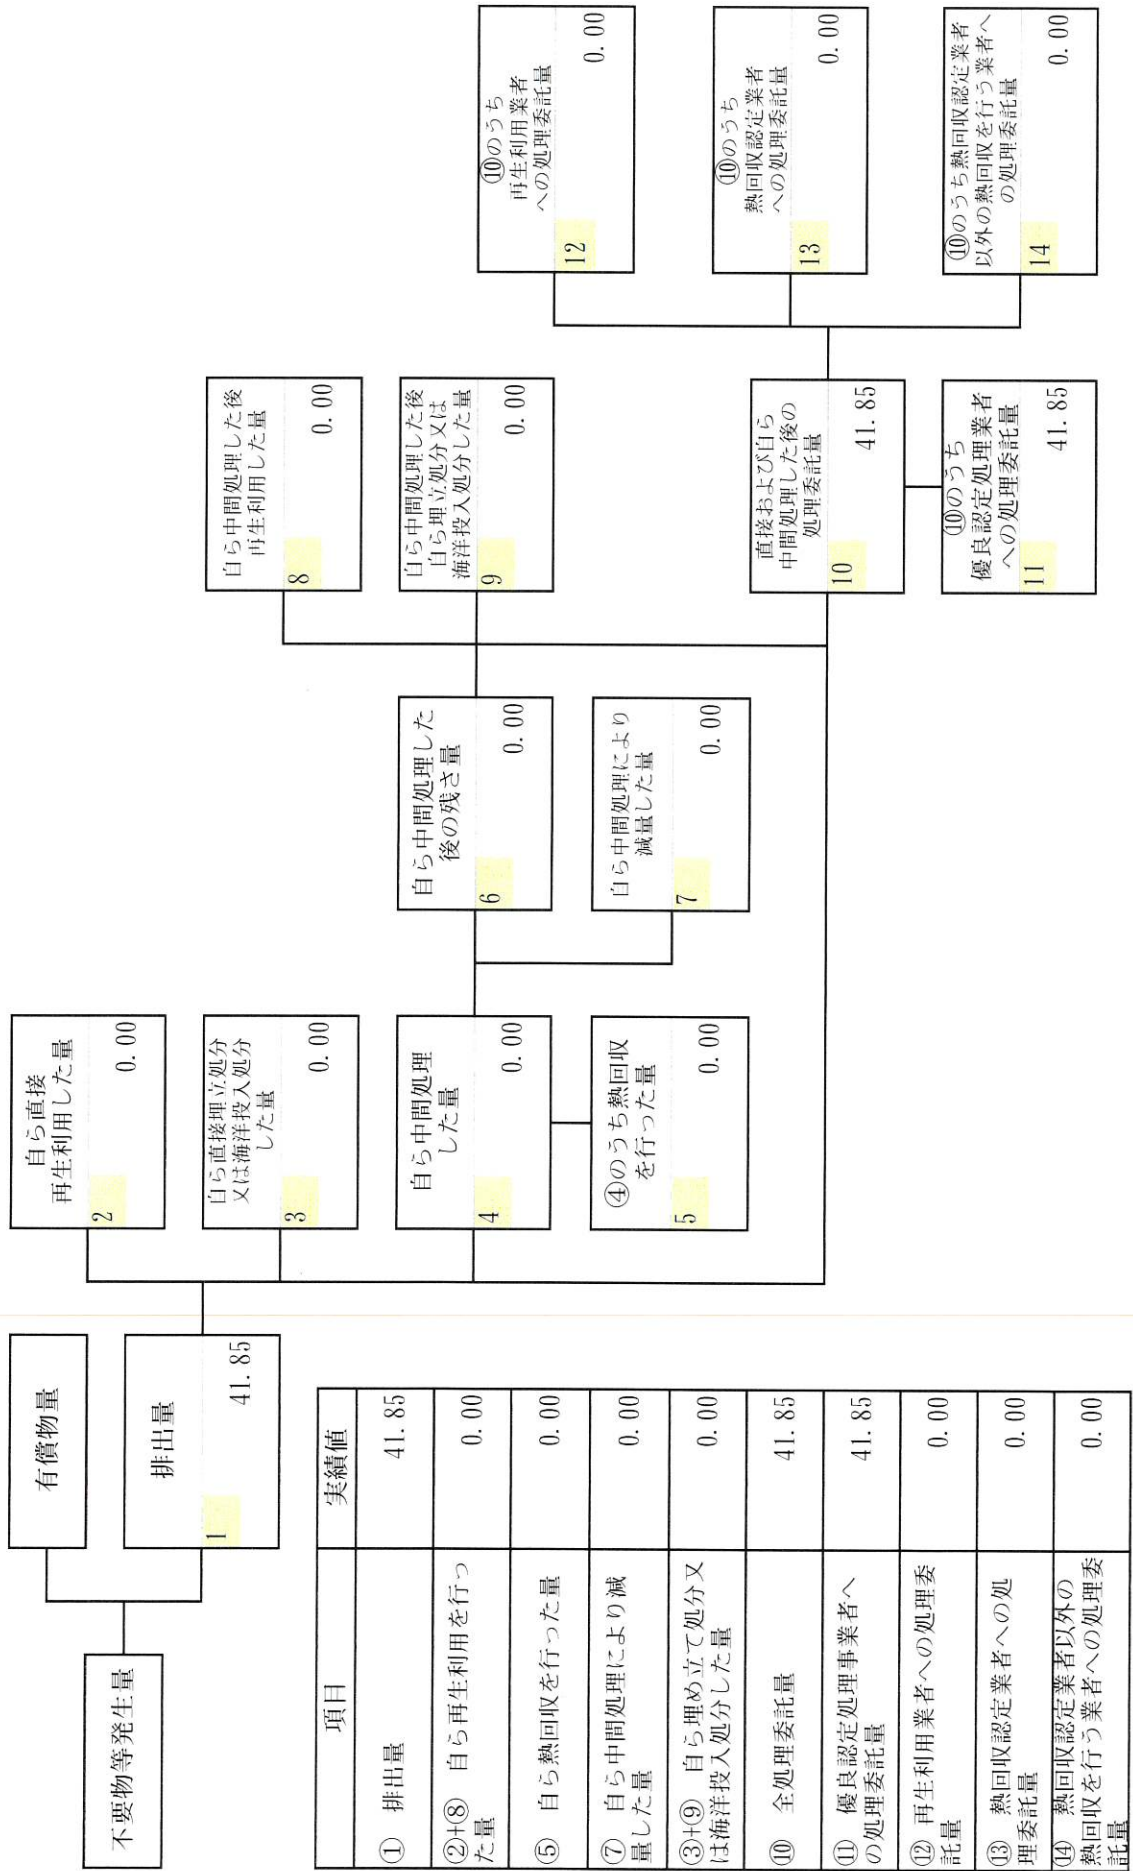 不要物等発生量
有償物量
排出量
1
41.85
自ら直接
再生利用した量
2
0.00
自ら直接埋立処分
又は海洋投入処分
した量
3
0.00
自ら中間処理
した量
4
0.00
④のうち熱回収
を行った量
5
0.00
自ら中間処理した
後の残さ量
6
0.00
自ら中間処理により
減量した量
7
0.00
自ら中間処理した後
再生利用した量
8
0.00
自ら中間処理した後
自ら埋立処分又は
海洋投入処分した量
9
0.00
直接および自ら
中間処理した後の
処理委託量
10
41.85
⑩のうち
優良認定処理業者
への処理委託量
11
41.85
⑩のうち
再生利用業者
への処理委託量
12
0.00
⑩のうち
熱回収認定業者
への処理委託量
13
0.00
⑩のうち熱回収認定業者
以外の熱回収を行う業者へ
の処理委託量
14
0.00
項目 実績値
① 排出量 41.85
②+⑧ 自ら再生利用を行っ
た量 0.00
⑤ 自ら熱回収を行った量 0.00
⑦ 自ら中間処理により減
量した量 0.00
③+⑨ 自ら埋め立て処分又
は海洋投入処分した量 0.00
⑩ 全処理委託量 41.85
⑪ 優良認定処理事業者へ
の処理委託量 41.85
⑫ 再生利用業者への処理委
託量 0.00
⑬ 熱回収認定業者への処
理委託量 0.00
⑭ 熱回収認定業者以外の
熱回収を行う業者への処理委
託量 0.00